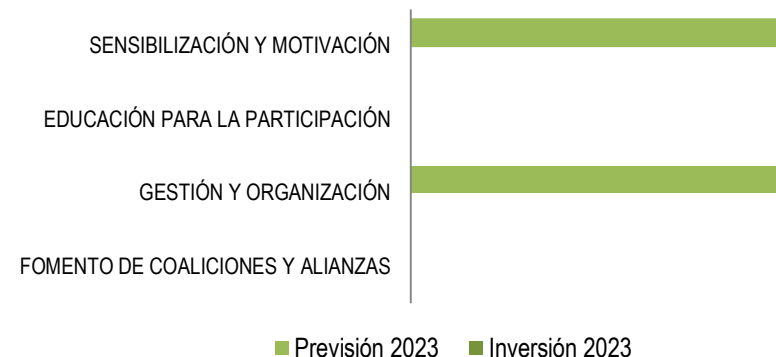 SENSIBILIZACIÓN Y MOTIVACIÓN
EDUCACIÓN PARA LA PARTICIPACIÓN
GESTIÓN Y ORGANIZACIÓN
FOMENTO DE COALICIONES Y ALIANZAS
Previsión 2023 Inversión 2023